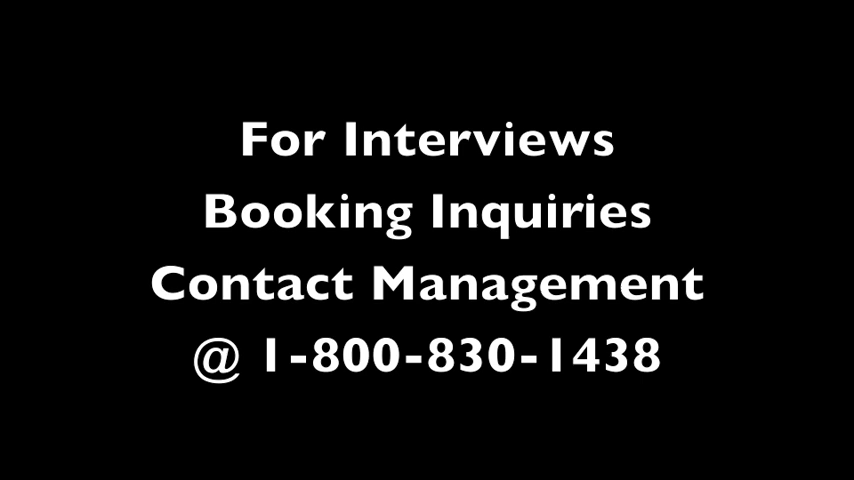 For Interviews
Booking Inquiries
Contact Management
@ 1-800-830-1438